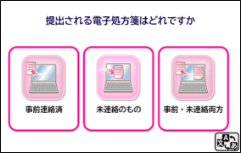 提出される電子処方箋はどれですか
事前連絡済
未連絡のもの
事前・未連絡両方